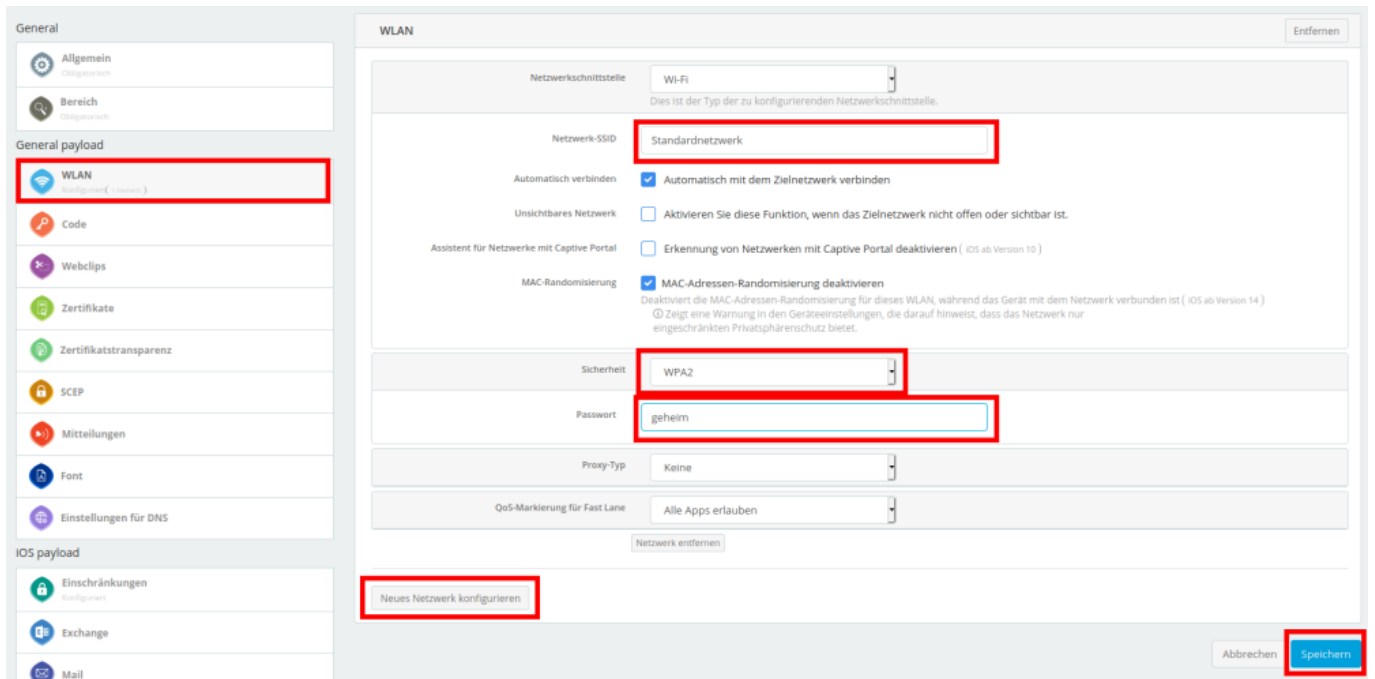 General
Allgemein
Obligatorisch
Bereich
Obligatorisch
General payload
WLAN
Konfiguriert( 1 )
Code
Webclips
Zertifikate
Zertifikatstransparenz
SCEP
Mitteilungen
Font
Einstellungen für DNS
iOS payload
Einschränkungen
Konfiguriert
Exchange
Mail
WLAN
Entfernen
Netzwerkschnittstelle
Wi-Fi
Dies ist der Typ der zu konfigurierenden Netzwerkschnittstelle.
Netzwerk-SSID
Standardnetzwerk
Automatisch verbinden
Automatisch mit dem Zielnetzwerk verbinden
Unsichtbares Netzwerk
Aktivieren Sie diese Funktion, wenn das Zielnetzwerk nicht offen oder sichtbar ist.
Assistent für Netzwerke mit Captive Portal
Erkennung von Netzwerken mit Captive Portal deaktivieren ( iOS ab Version 10 )
MAC-Randomisierung
MAC-Adressen-Randomisierung deaktivieren
Deaktiviert die MAC-Adressen-Randomisierung für dieses WLAN, während das Gerät mit dem Netzwerk verbunden ist ( iOS ab Version 14 )
Zeigt eine Warnung in den Geräteeinstellungen, die darauf hinweist, dass das Netzwerk nur
eingeschränkten Privatsphärenschutz bietet.
Sicherheit
WPA2
Passwort
geheim
Proxy-Typ
Keine
QoS-Markierung für Fast Lane
Alle Apps erlauben
Netzwerk entfernen
Neues Netzwerk konfigurieren
Abbrechen
Speichern